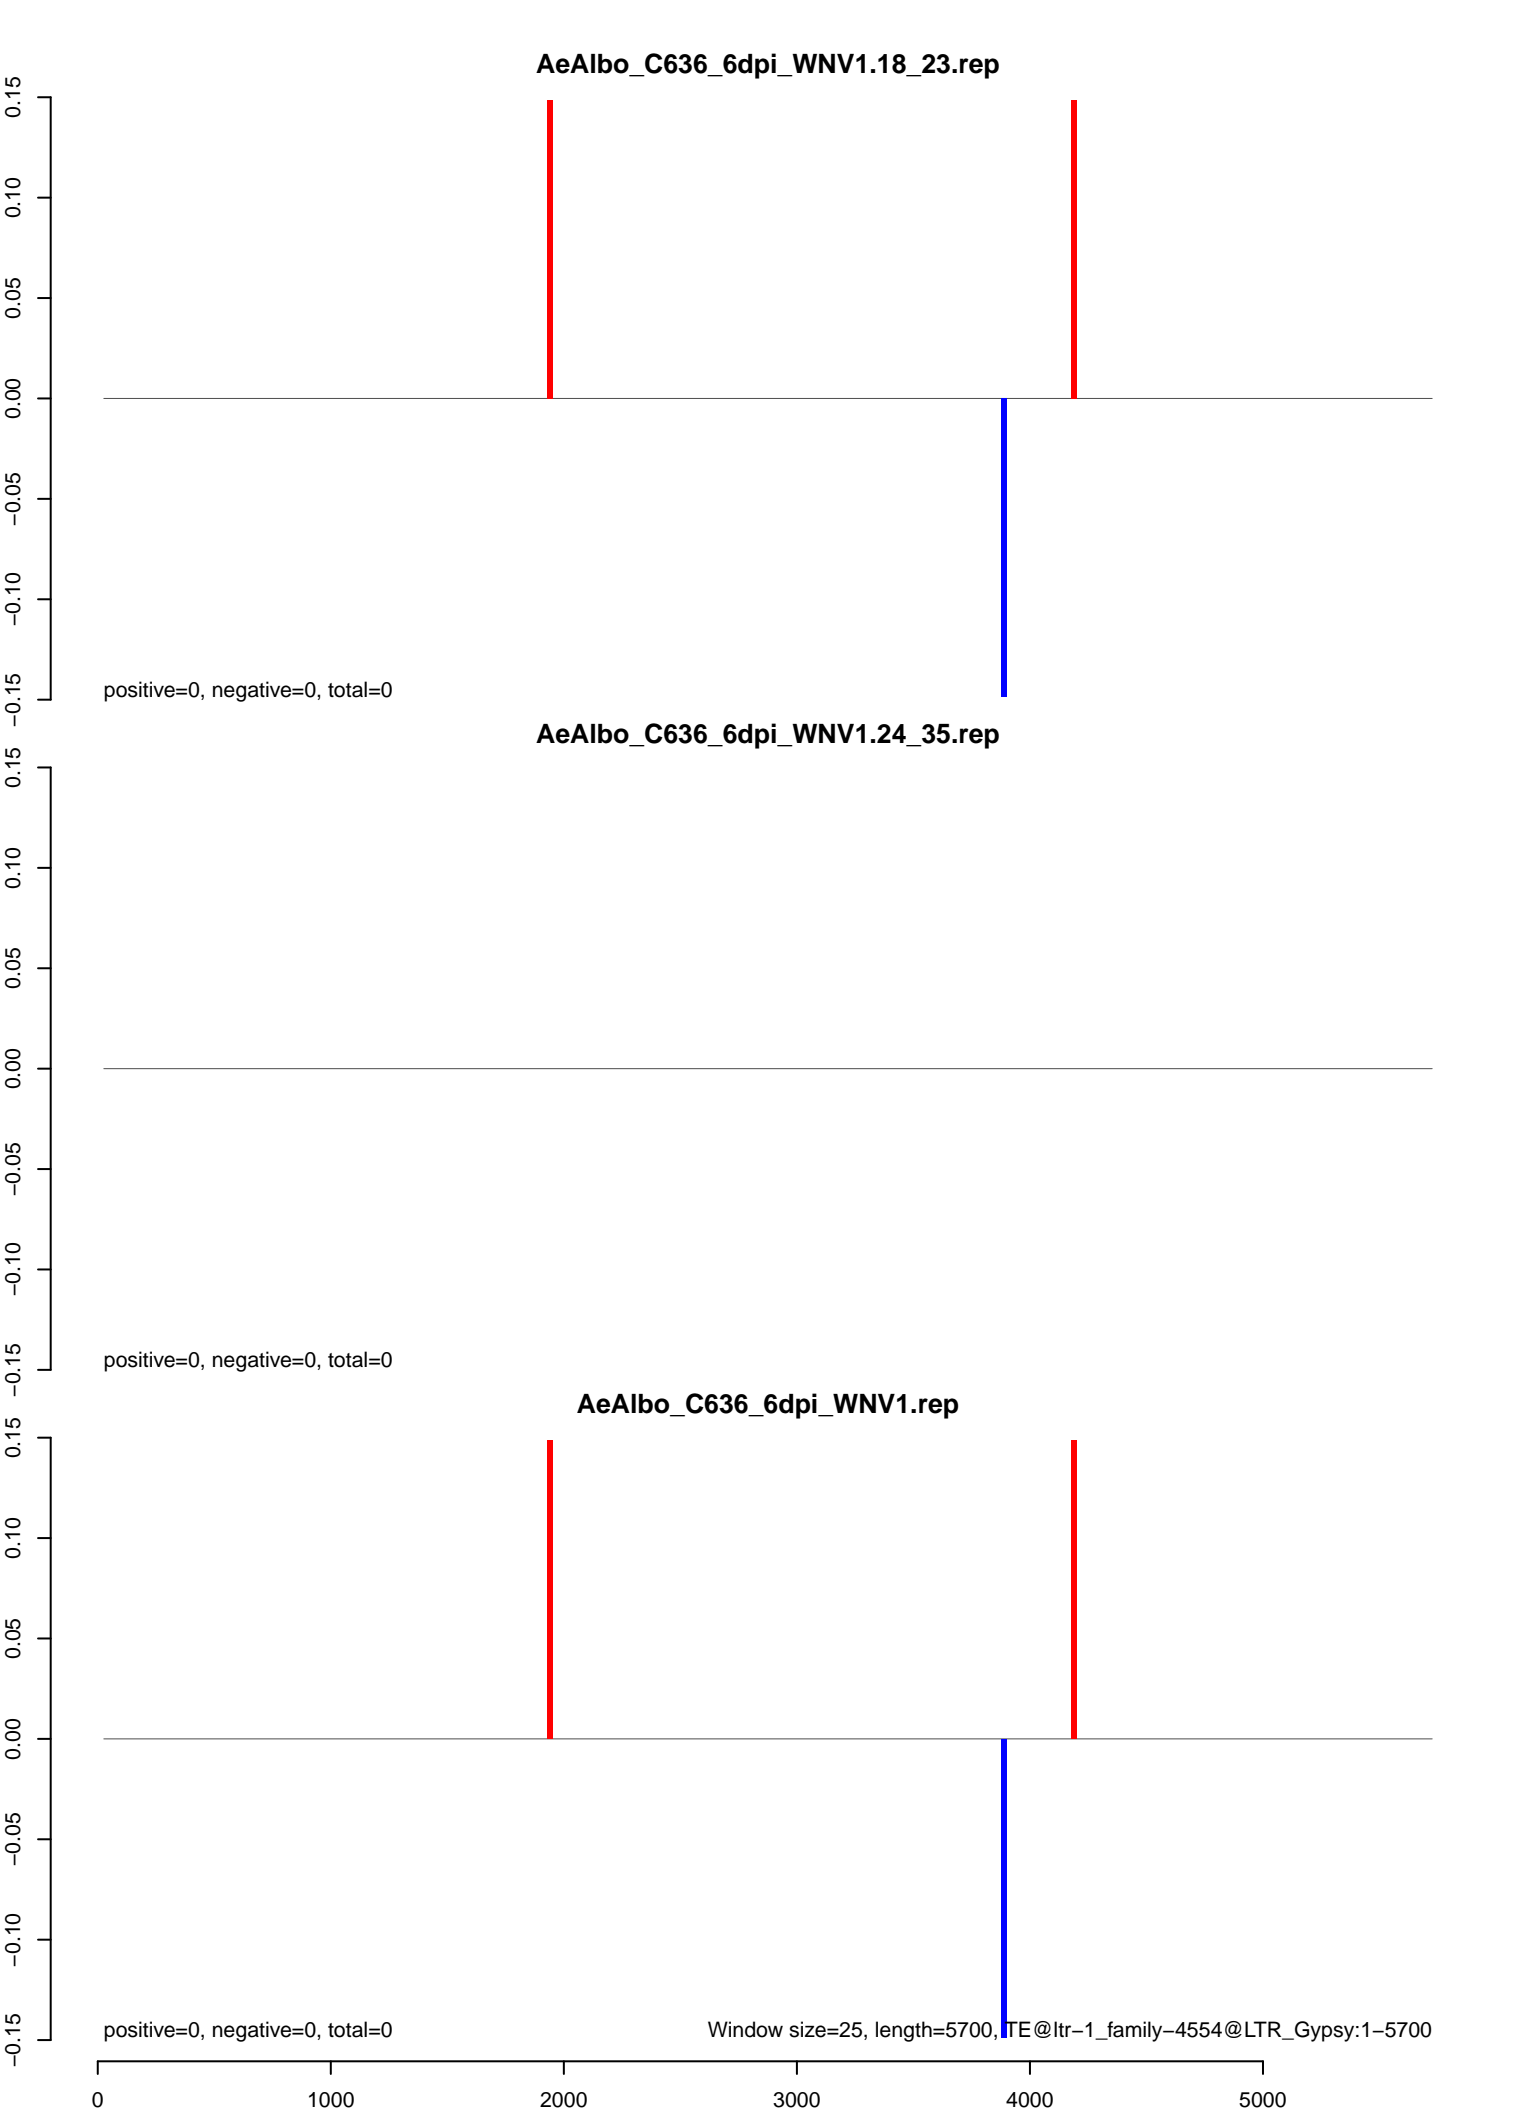 AeAlbo_C636_6dpi_WNV1.18_23.rep
0.15
0.10
0.05
0.00
−0.05
−0.10
−0.15
positive=0, negative=0, total=0
AeAlbo_C636_6dpi_WNV1.24_35.rep
0.15
0.10
0.05
0.00
−0.05
−0.10
−0.15
positive=0, negative=0, total=0
AeAlbo_C636_6dpi_WNV1.rep
0.15
0.10
0.05
0.00
−0.05
−0.10
−0.15
positive=0, negative=0, total=0
Window size=25, length=5700, TE@ltr−1_family−4554@LTR_Gypsy:1−5700
0 1000 2000 3000 4000 5000